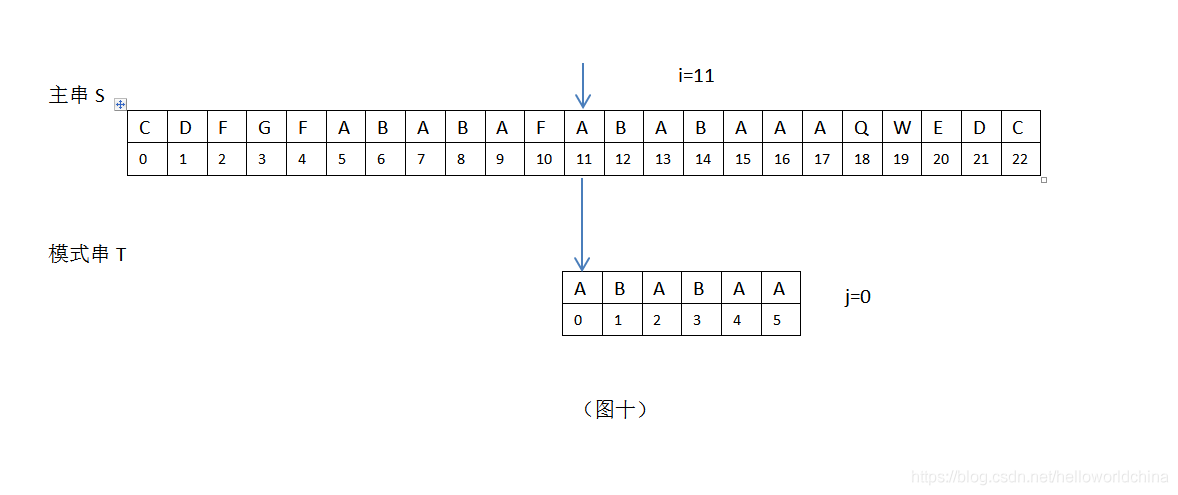 i=11
主串 S
C D F G F A B A B A F A B A B A A A Q W E D C
0 1 2 3 4 5 6 7 8 9 10 11 12 13 14 15 16 17 18 19 20 21 22
模式串 T
A B A B A A
j=0
0 1 2 3 4 5
（图十）
https://blog.csdn.net/helloworldchina